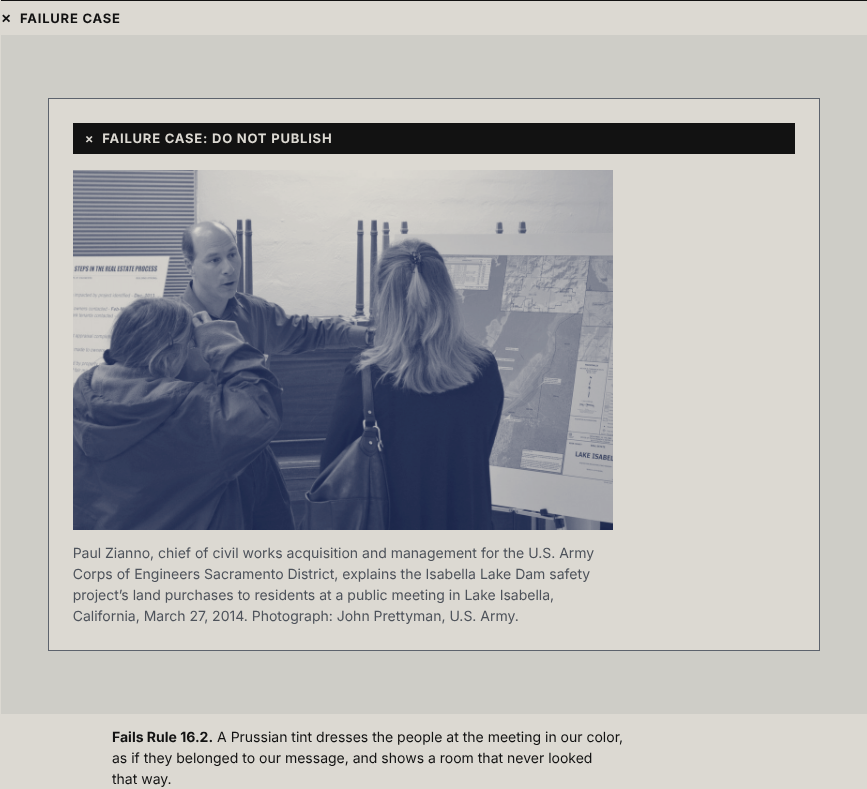 × FAILURE CASE
× FAILURE CASE: DO NOT PUBLISH
STEPS IN THE REAL ESTATE PROCESS
LAKE ISABEL
Paul Zianno, chief of civil works acquisition and management for the U.S. Army
Corps of Engineers Sacramento District, explains the Isabella Lake Dam safety
project’s land purchases to residents at a public meeting in Lake Isabella,
California, March 27, 2014. Photograph: John Prettyman, U.S. Army.
Fails Rule 16.2. A Prussian tint dresses the people at the meeting in our color,
as if they belonged to our message, and shows a room that never looked
that way.